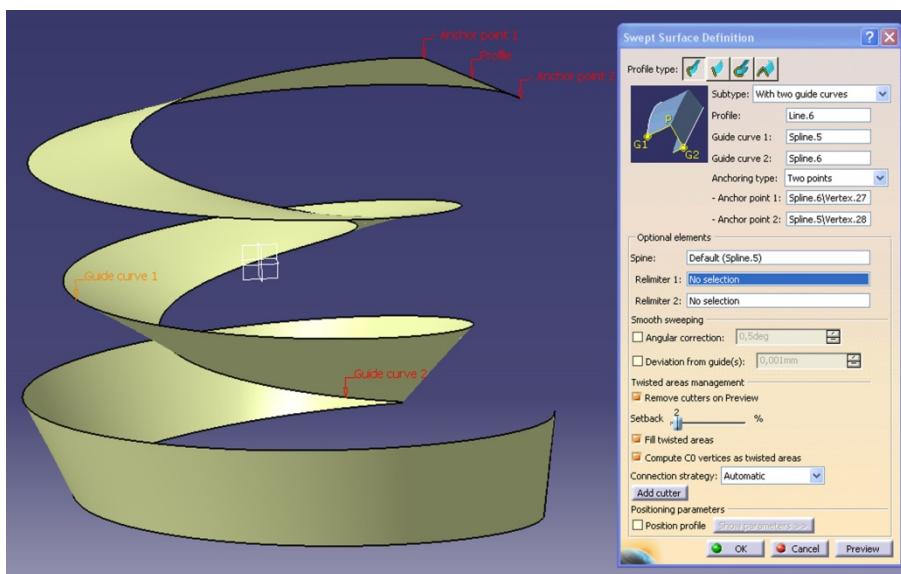 Anchor point 1
Profile
Anchor point 2
Guide curve 1
Guide curve 2
Swept Surface Definition
Profile type:
Subtype: With two guide curves
P
G1
G2
Profile: Line.6
Guide curve 1: Spline.5
Guide curve 2: Spline.6
Anchoring type: Two points
- Anchor point 1: Spline.6\Vertex.27
- Anchor point 2: Spline.5\Vertex.28
Optional elements
Spine: Default (Spline.5)
Relimiter 1: No selection
Relimiter 2: No selection
Smooth sweeping
Angular correction: 0,5deg
Deviation from guide(s): 0,001mm
Twisted areas management
Remove cutters on Preview
Setback 2 %
Fill twisted areas
Compute C0 vertices as twisted areas
Connection strategy: Automatic
Add cutter
Positioning parameters
Position profile Show parameters >>
OK Cancel Preview